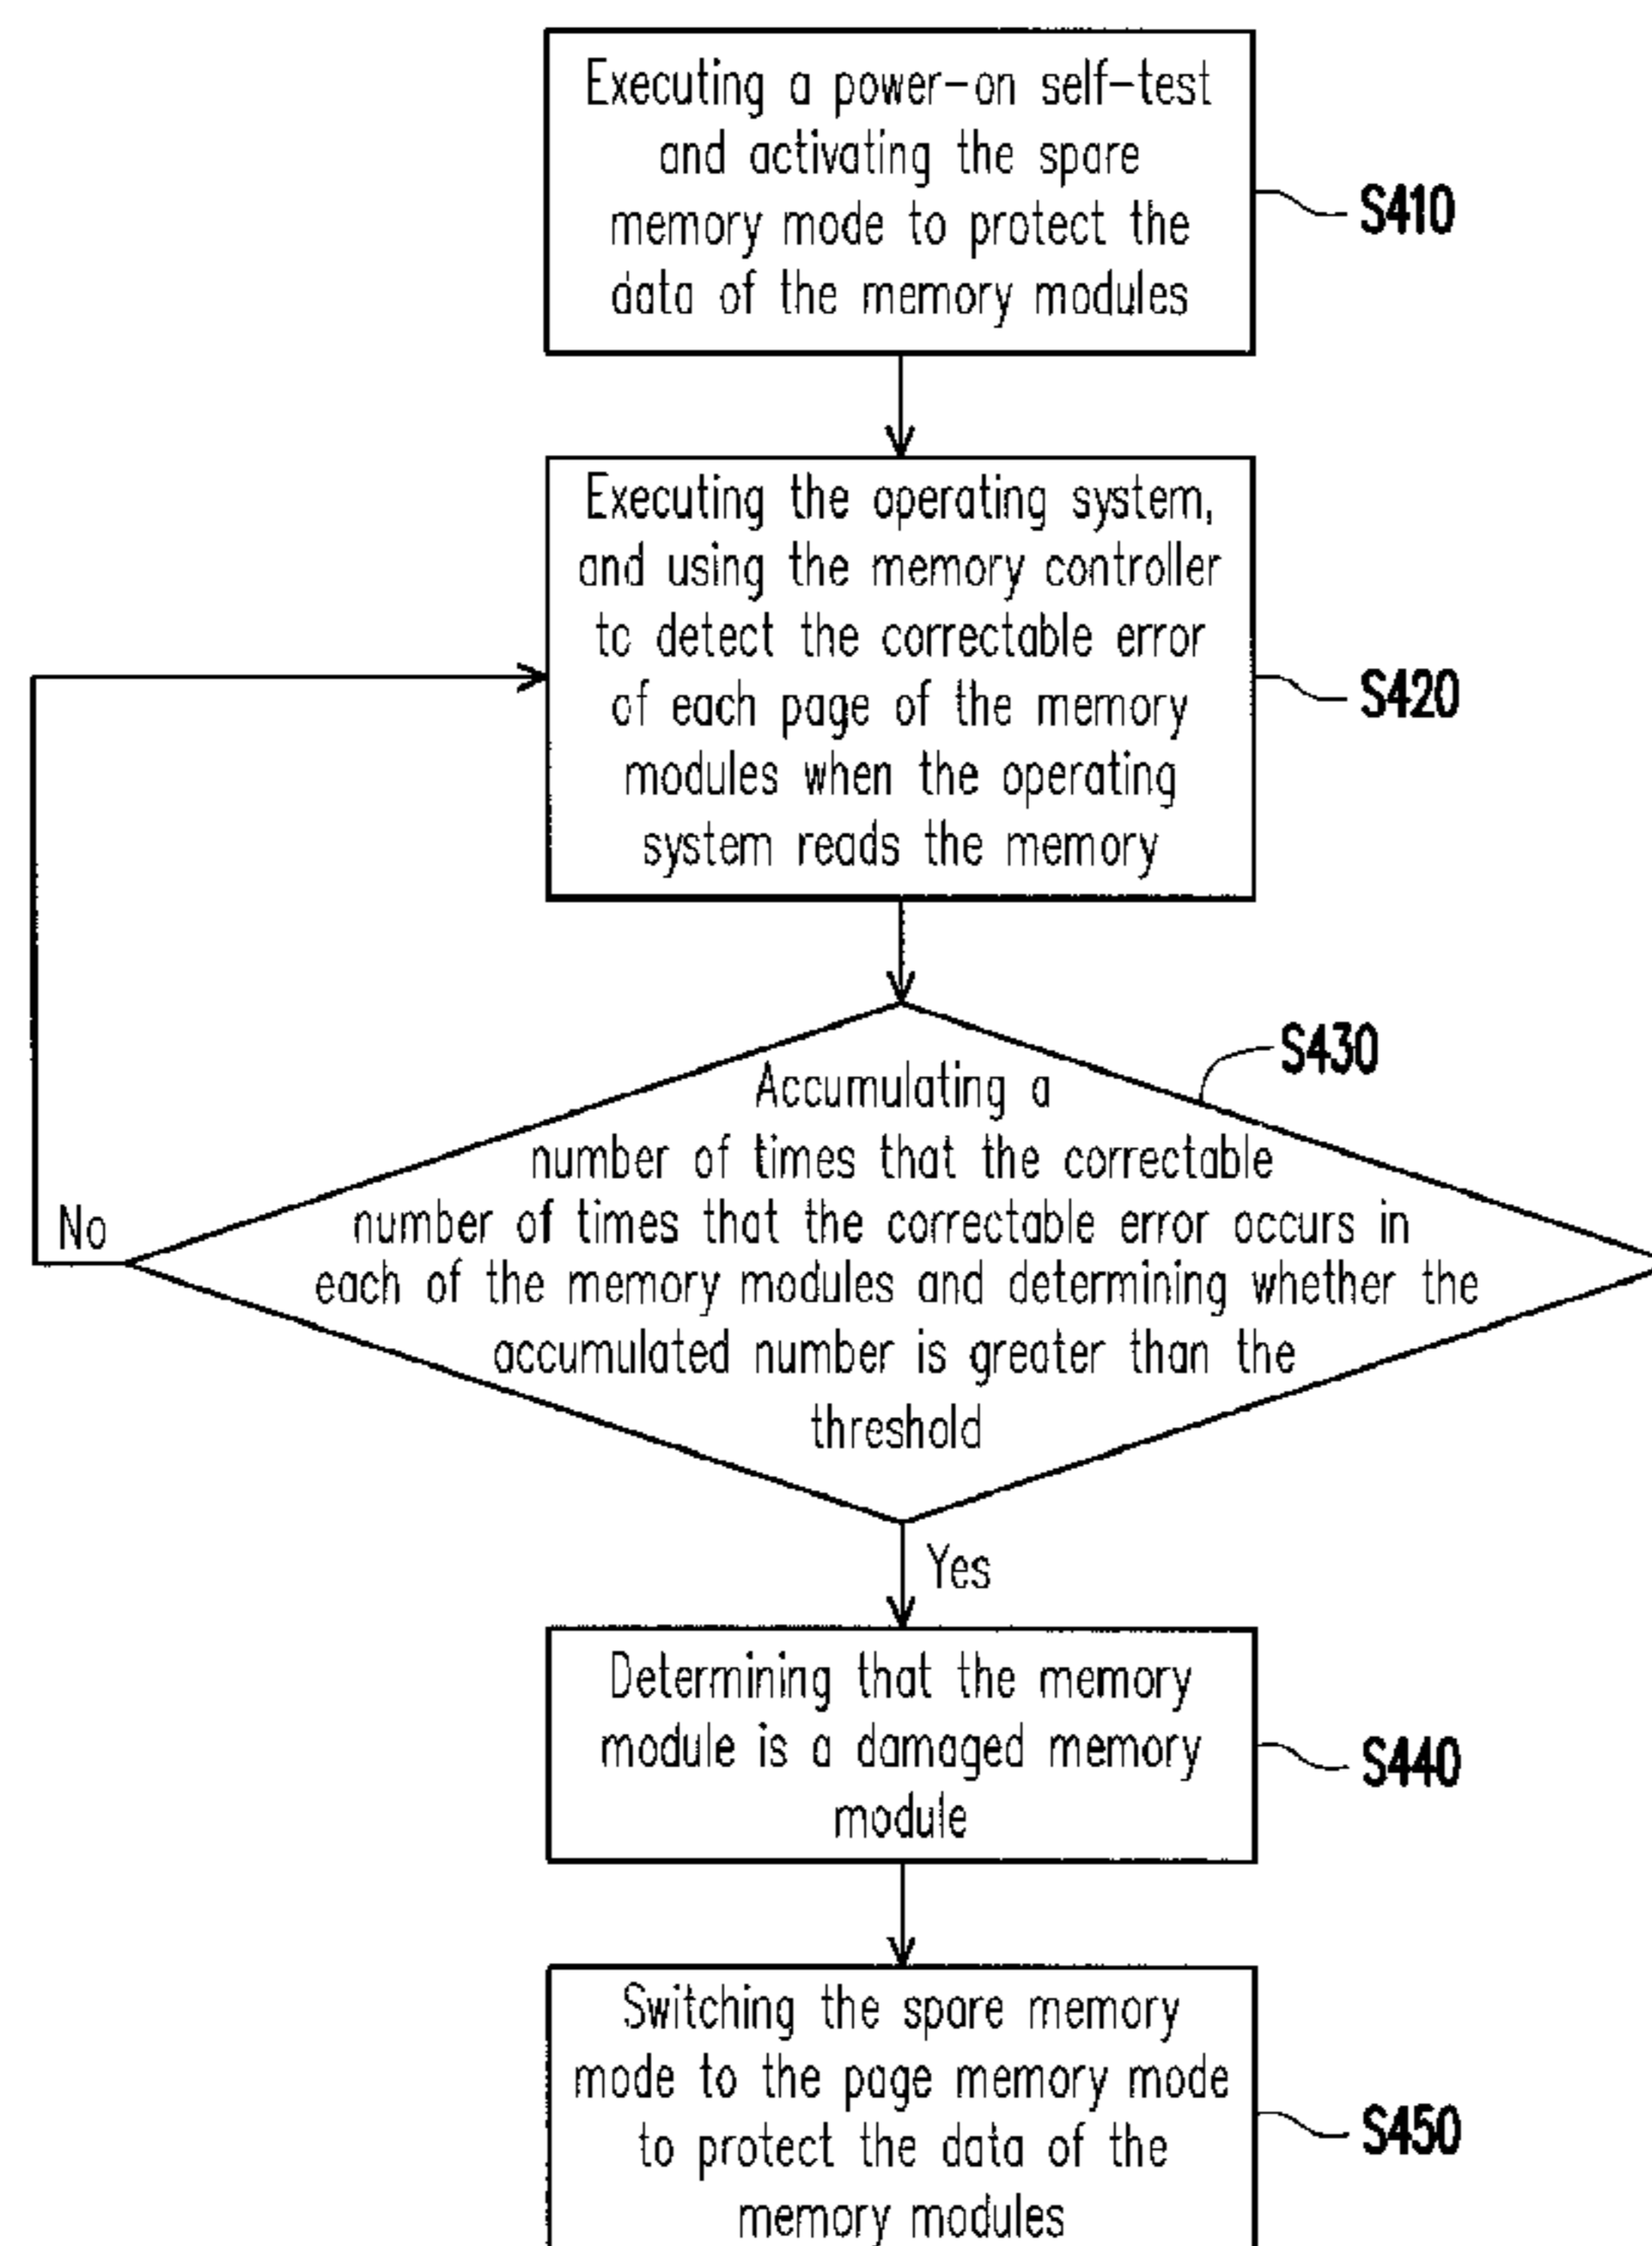 Executing a power-on self-test
and activating the spare
memory mode to protect the
data of the memory modules
S410
Executing the operating system,
and using the memory controller
to detect the correctable error
of each page of the memory
modules when the operating
system reads the memory
S420
S430
Accumulating a
number of times that the correctable
number of times that the correctable error occurs in
each of the memory modules and determining whether the
accumulated number is greater than the
threshold
No
Yes
Determining that the memory
module is a damaged memory
module
S440
Switching the spare memory
mode to the page memory mode
to protect the data of the
memory modules
S450